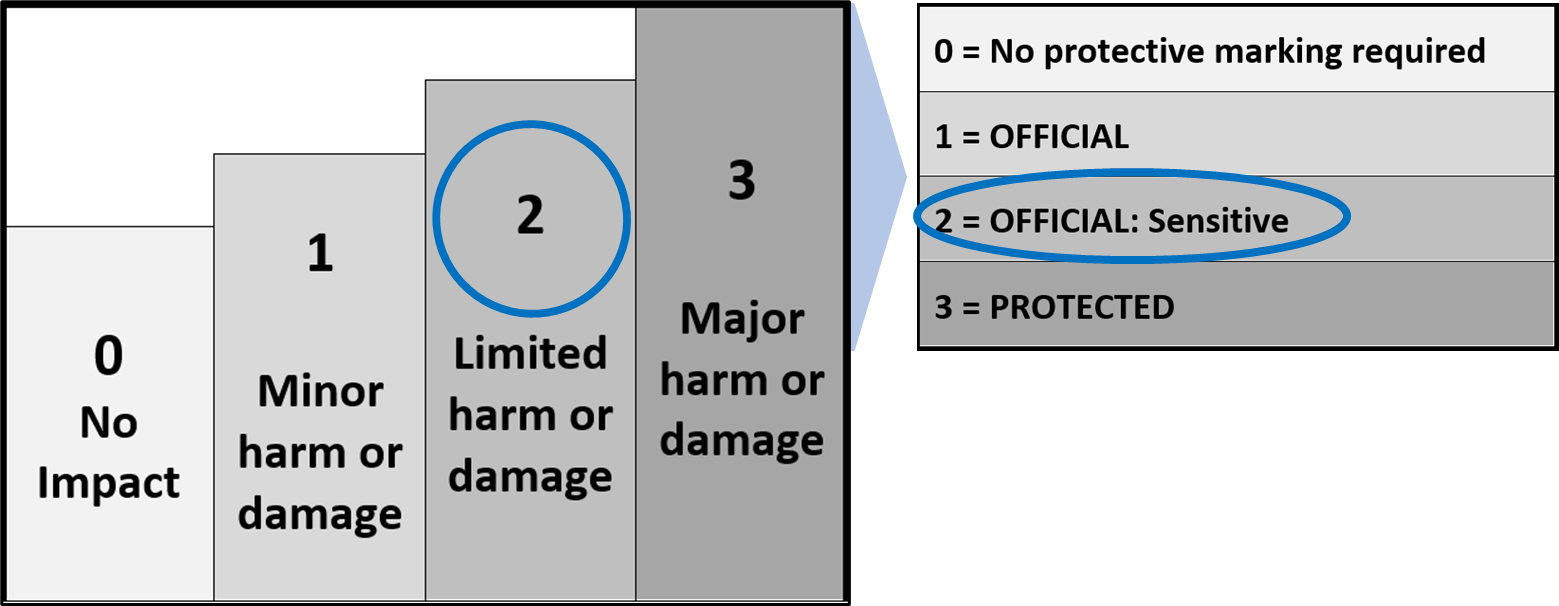 0
No
Impact
1
Minor
harm or
damage
2
Limited
harm or
damage
3
Major
harm or
damage
0 = No protective marking required
1 = OFFICIAL
2 = OFFICIAL: Sensitive
3 = PROTECTED